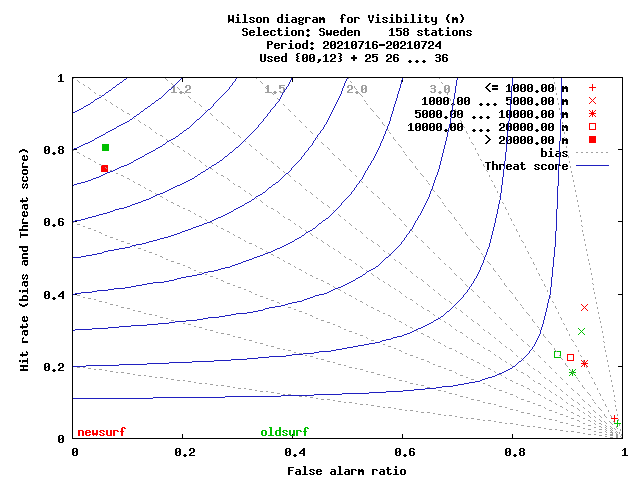 Wilson diagram  for Visibility (m)
Selection: Sweden    158 stations
Period: 20210716-20210724
Used {00,12} + 25 26 ... 36
1
0.8
0.6
0.4
0.2
0
Hit rate (bias and Threat score)
1.2
1.5
2.0
3.0
<= 1000.00 m
1000.00 ... 5000.00 m
5000.00 ... 10000.00 m
10000.00 ... 20000.00 m
> 20000.00 m
bias
Threat score
newsurf
oldsurf
0
0.2
0.4
0.6
0.8
1
False alarm ratio